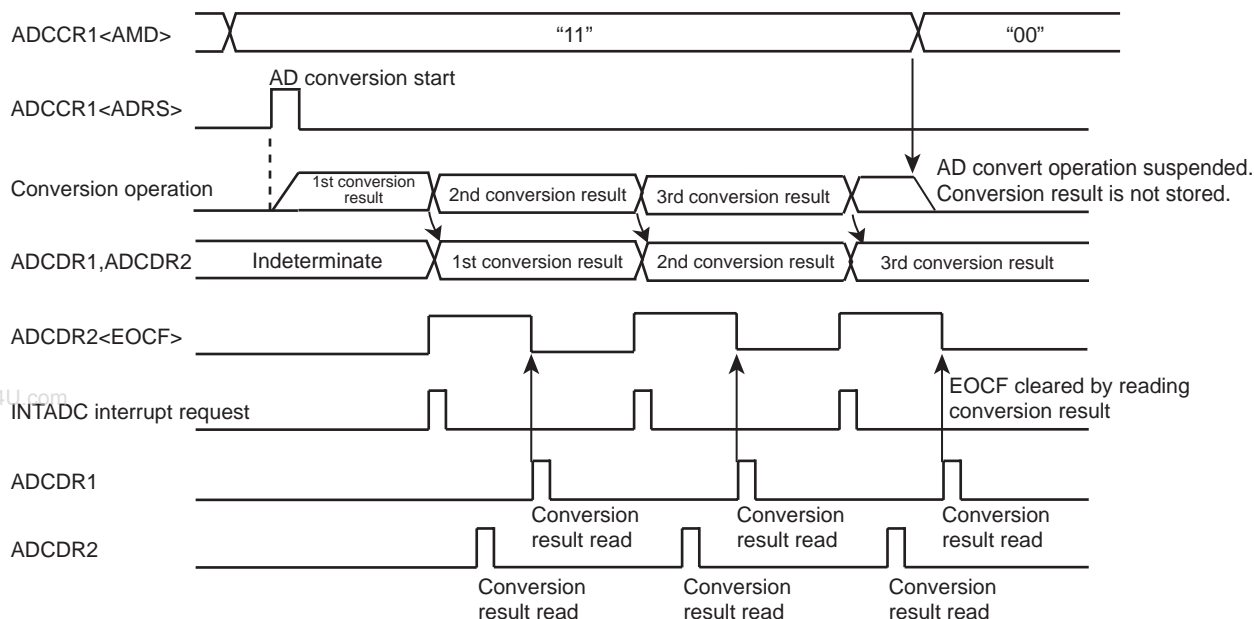 ADCCR1<AMD>
“11”
“00”
AD conversion start
ADCCR1<ADRS>
AD convert operation suspended.
Conversion result is not stored.
Conversion operation
1st conversion
result
2nd conversion result
3rd conversion result
ADCDR1,ADCDR2
Indeterminate
1st conversion result
2nd conversion result
3rd conversion result
ADCDR2<EOCF>
EOCF cleared by reading
conversion result
4U.com
INTADC interrupt request
ADCDR1
Conversion
result read
Conversion
result read
Conversion
result read
ADCDR2
Conversion
result read
Conversion
result read
Conversion
result read